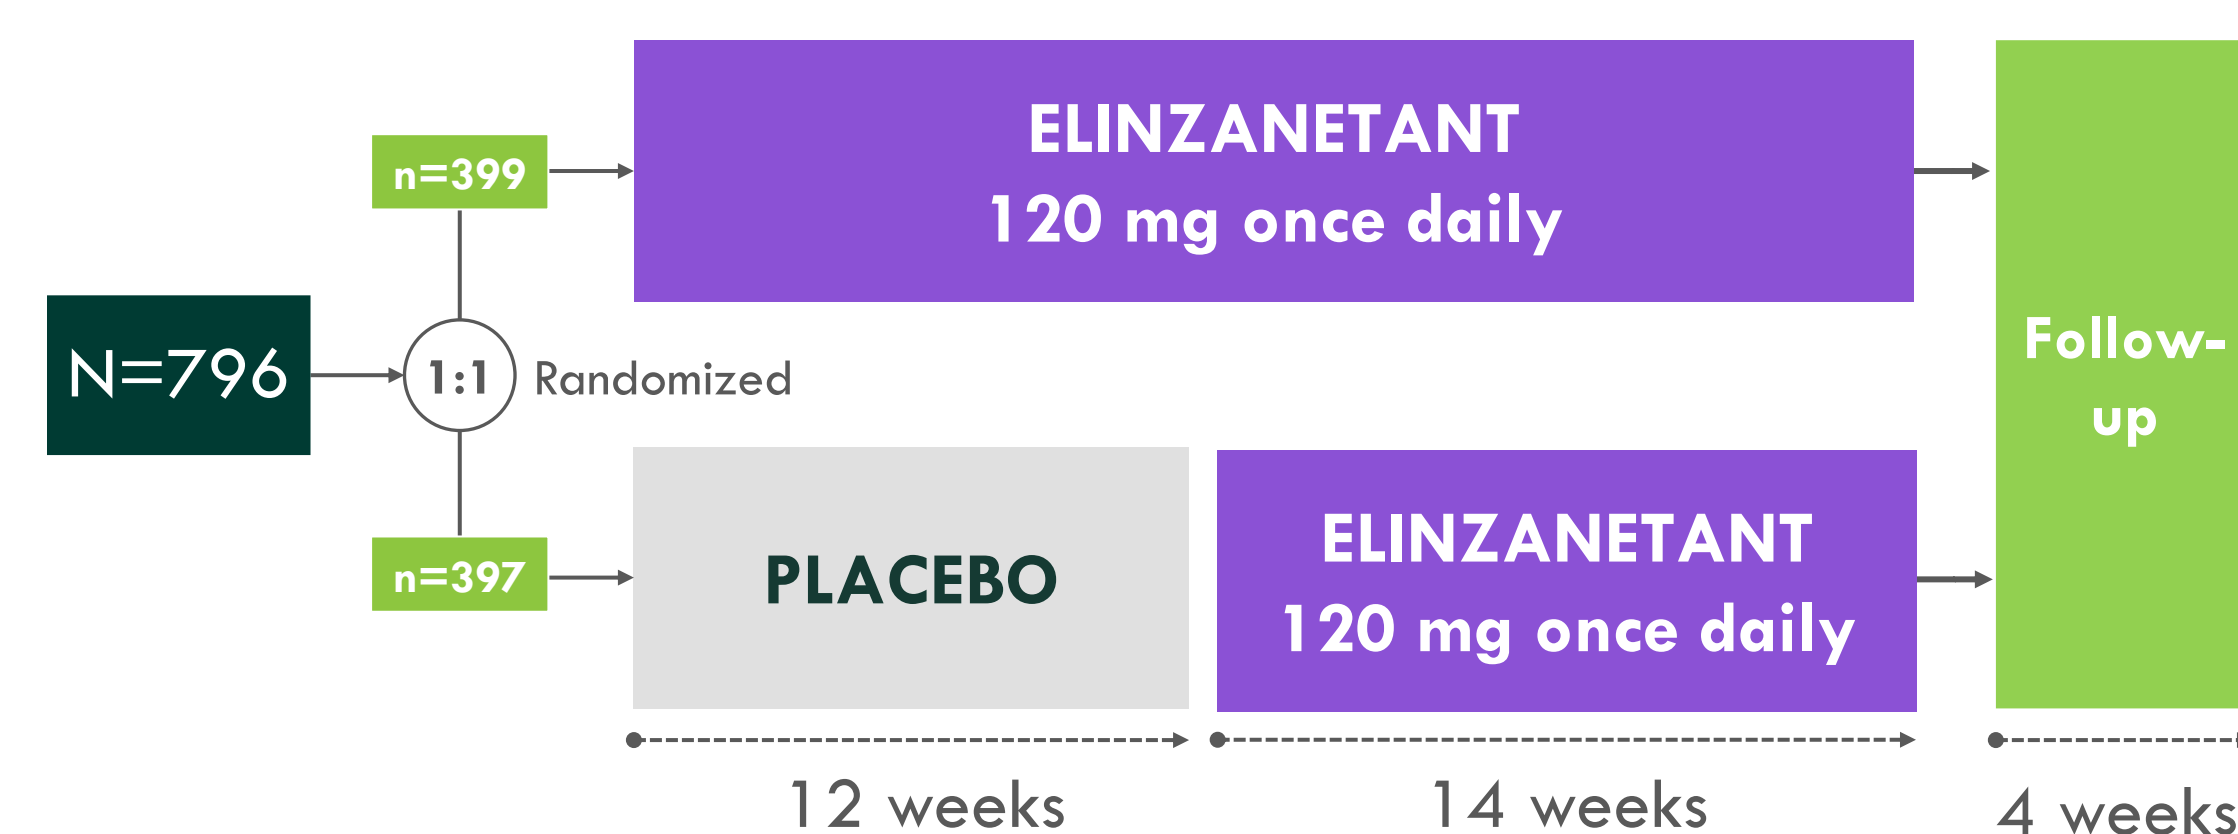 ELINZANETANT
120 mg once daily
n=399
N=796
1:1
Randomized
Follow-
up
n=397
PLACEBO
ELINZANETANT
120 mg once daily
12 weeks
14 weeks
4 weeks